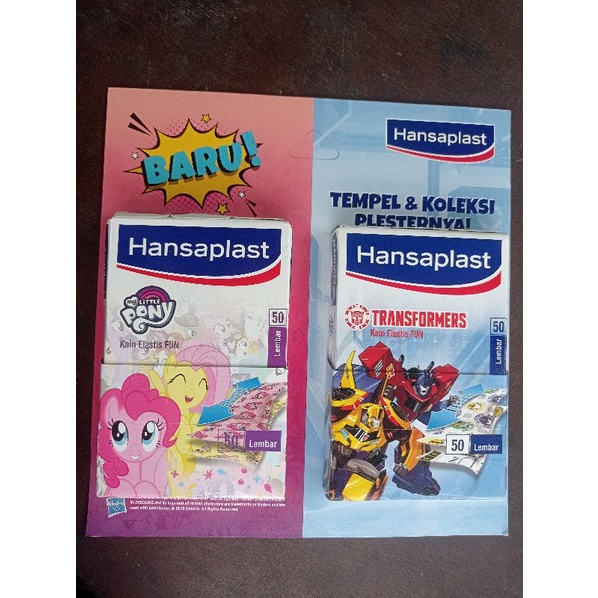 BARU!
Hansaplast
TEMPEL & KOLEKSI
PLESTERNYA!
Hansaplast
MY LITTLE
PONY
Kain Elastis FUN
50
Lembar
50 Lembar
Hansaplast
TRANSFORMERS
Kain Elastis FUN
50
Lembar
50 Lembar
Hasbro